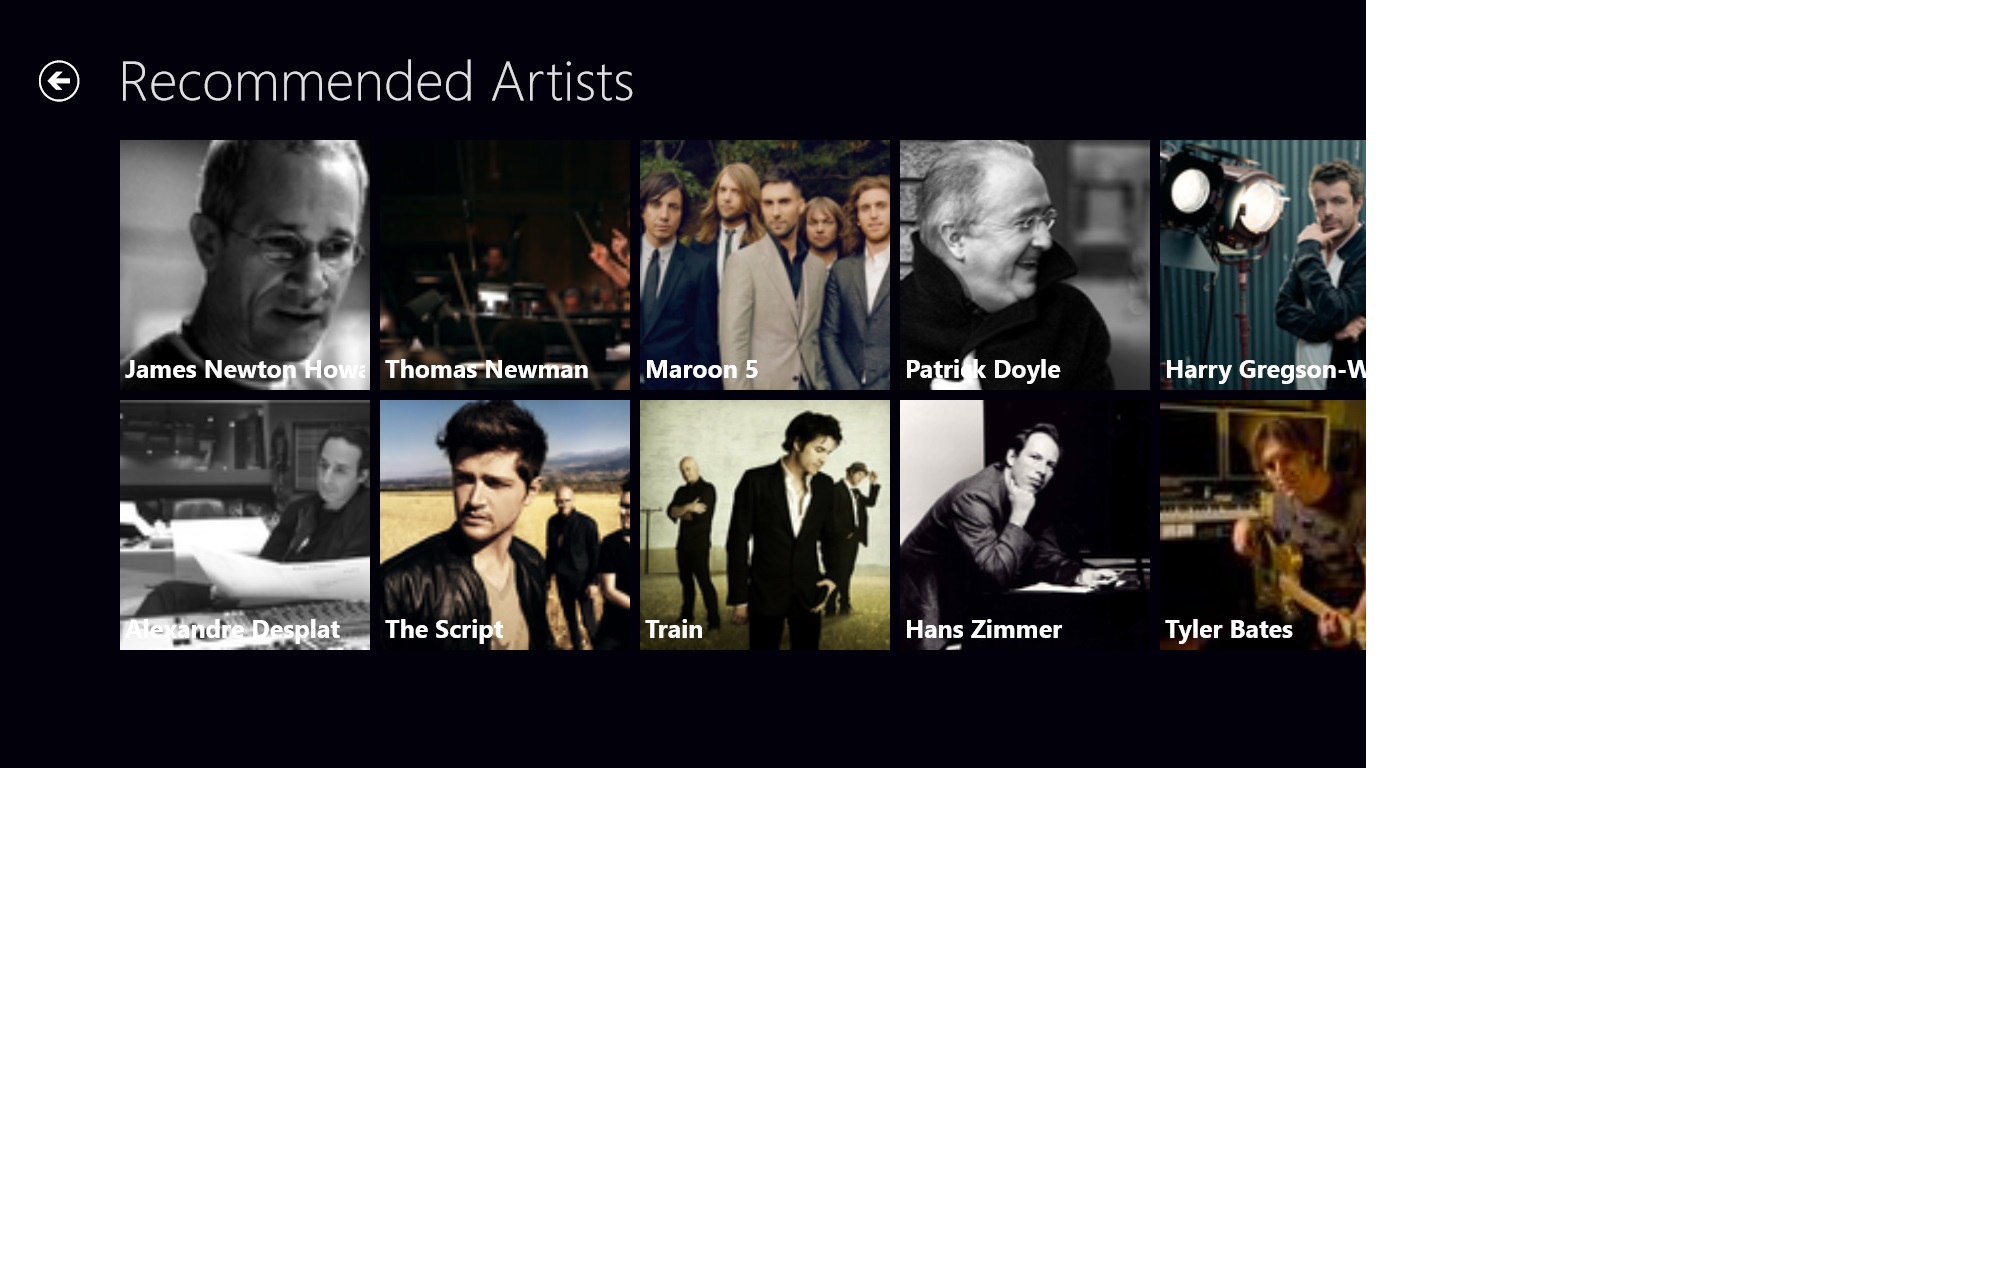 Recommended Artists
James Newton Howa
Thomas Newman
Maroon 5
Patrick Doyle
Harry Gregson-W
Alexandre Desplat
The Script
Train
Hans Zimmer
Tyler Bates